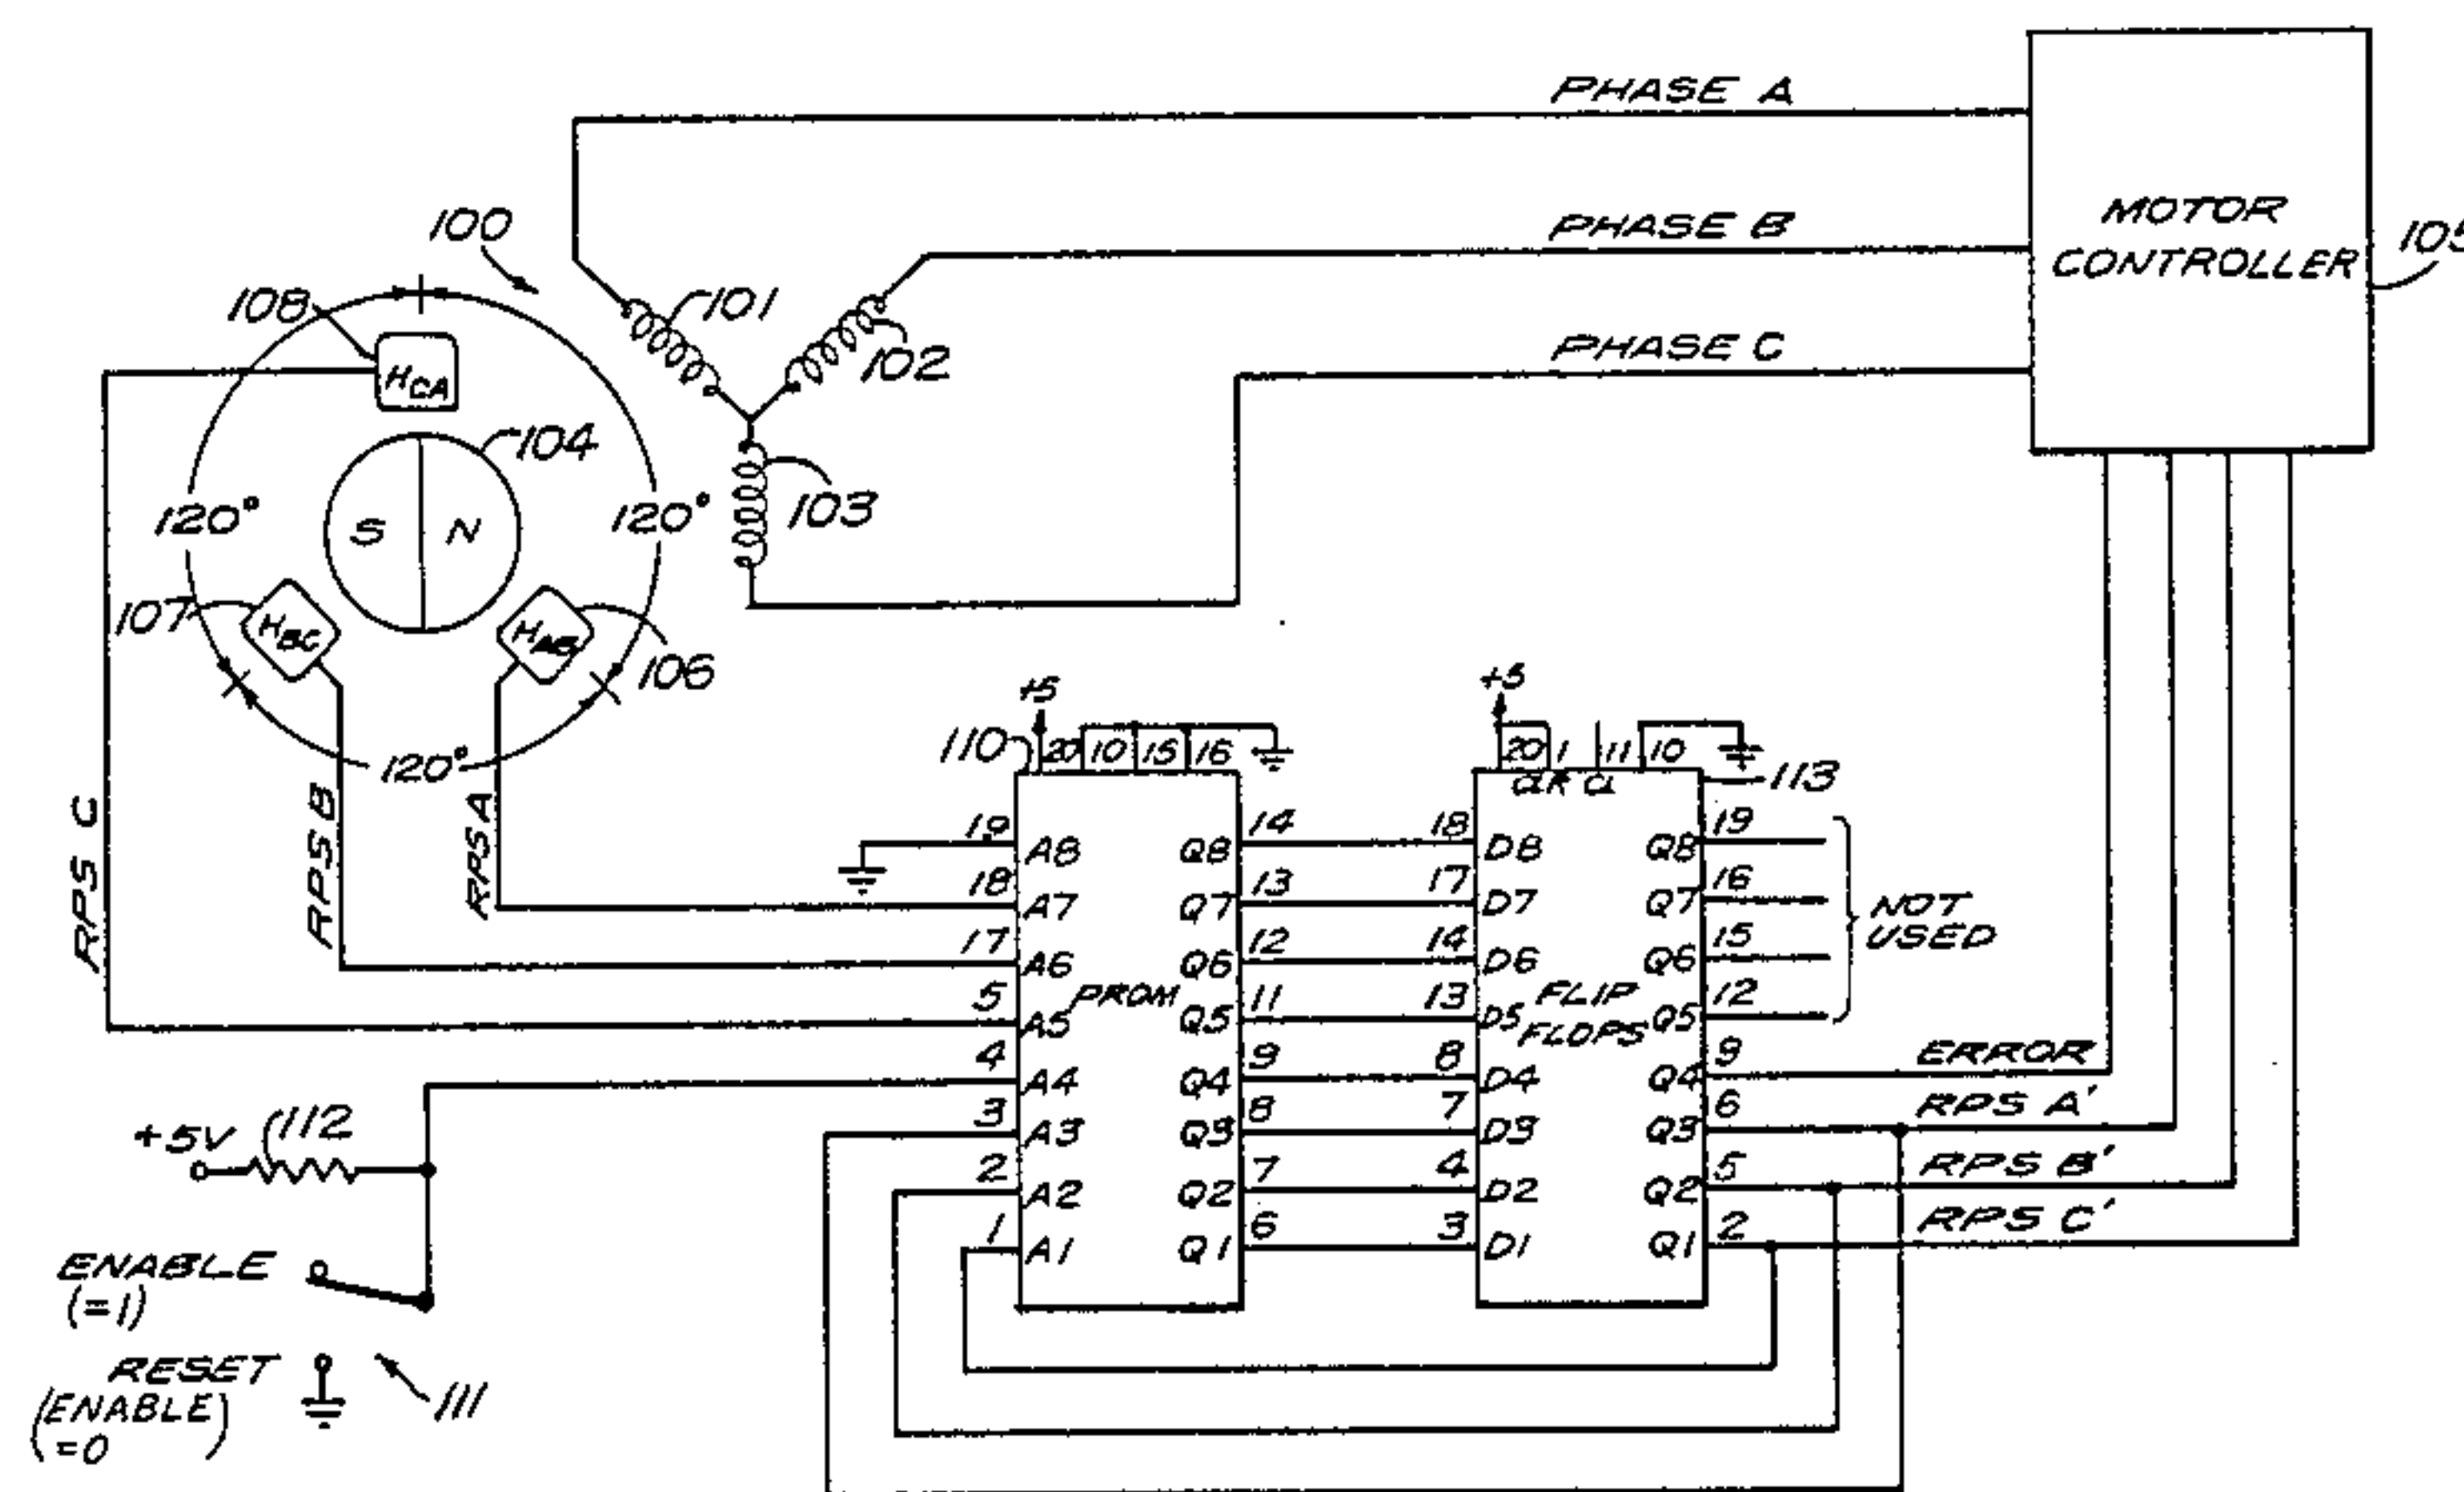 PHASE A
PHASE B
MOTOR
CONTROLLER
105
PHASE C
100
101
102
103
108
HCA
104
S N
120°
120°
107
HBC
HAB
106
120°
RPS C
RPS B
RPS A
+5
110
20 10 15 16
+5
20 1 11 10
CLR CL
113
19 A8 Q8 14 18 D8 Q8 19
18 A7 Q7 13 17 D7 Q7 16
NOT
USED
17 A6 Q6 12 14 D6 Q6 15
PROM
FLIP
FLOPS
5 A5 Q5 11 13 D5 Q5 12
4 A4 Q4 9 8 D4 Q4 9 ERROR
3 A3 Q3 8 7 D3 Q3 6 RPS A'
2 A2 Q2 7 4 D2 Q2 5 RPS B'
1 A1 Q1 6 3 D1 Q1 2 RPS C'
+5V
112
ENABLE
(=1)
RESET
(ENABLE)
=0
111